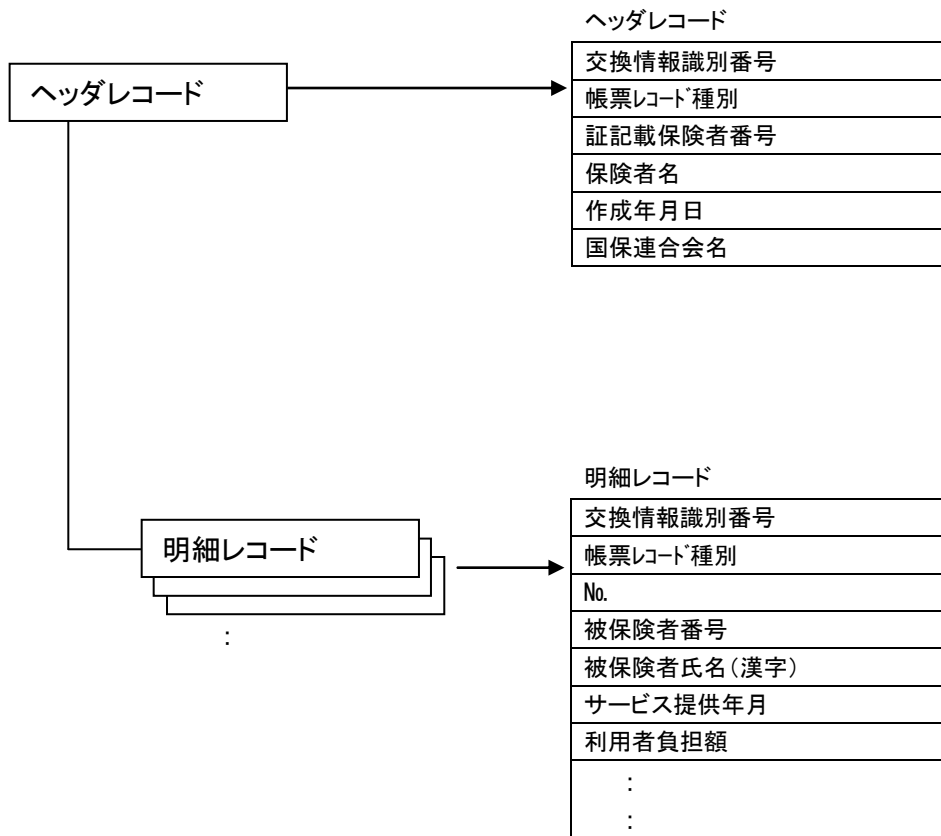 ヘッダレコード
ヘッダレコード
交換情報識別番号
帳票ﾚｺｰﾄﾞ種別
証記載保険者番号
保険者名
作成年月日
国保連合会名
明細レコード
:
明細レコード
交換情報識別番号
帳票ﾚｺｰﾄﾞ種別
№
被保険者番号
被保険者氏名(漢字)
サービス提供年月
利用者負担額
:
: